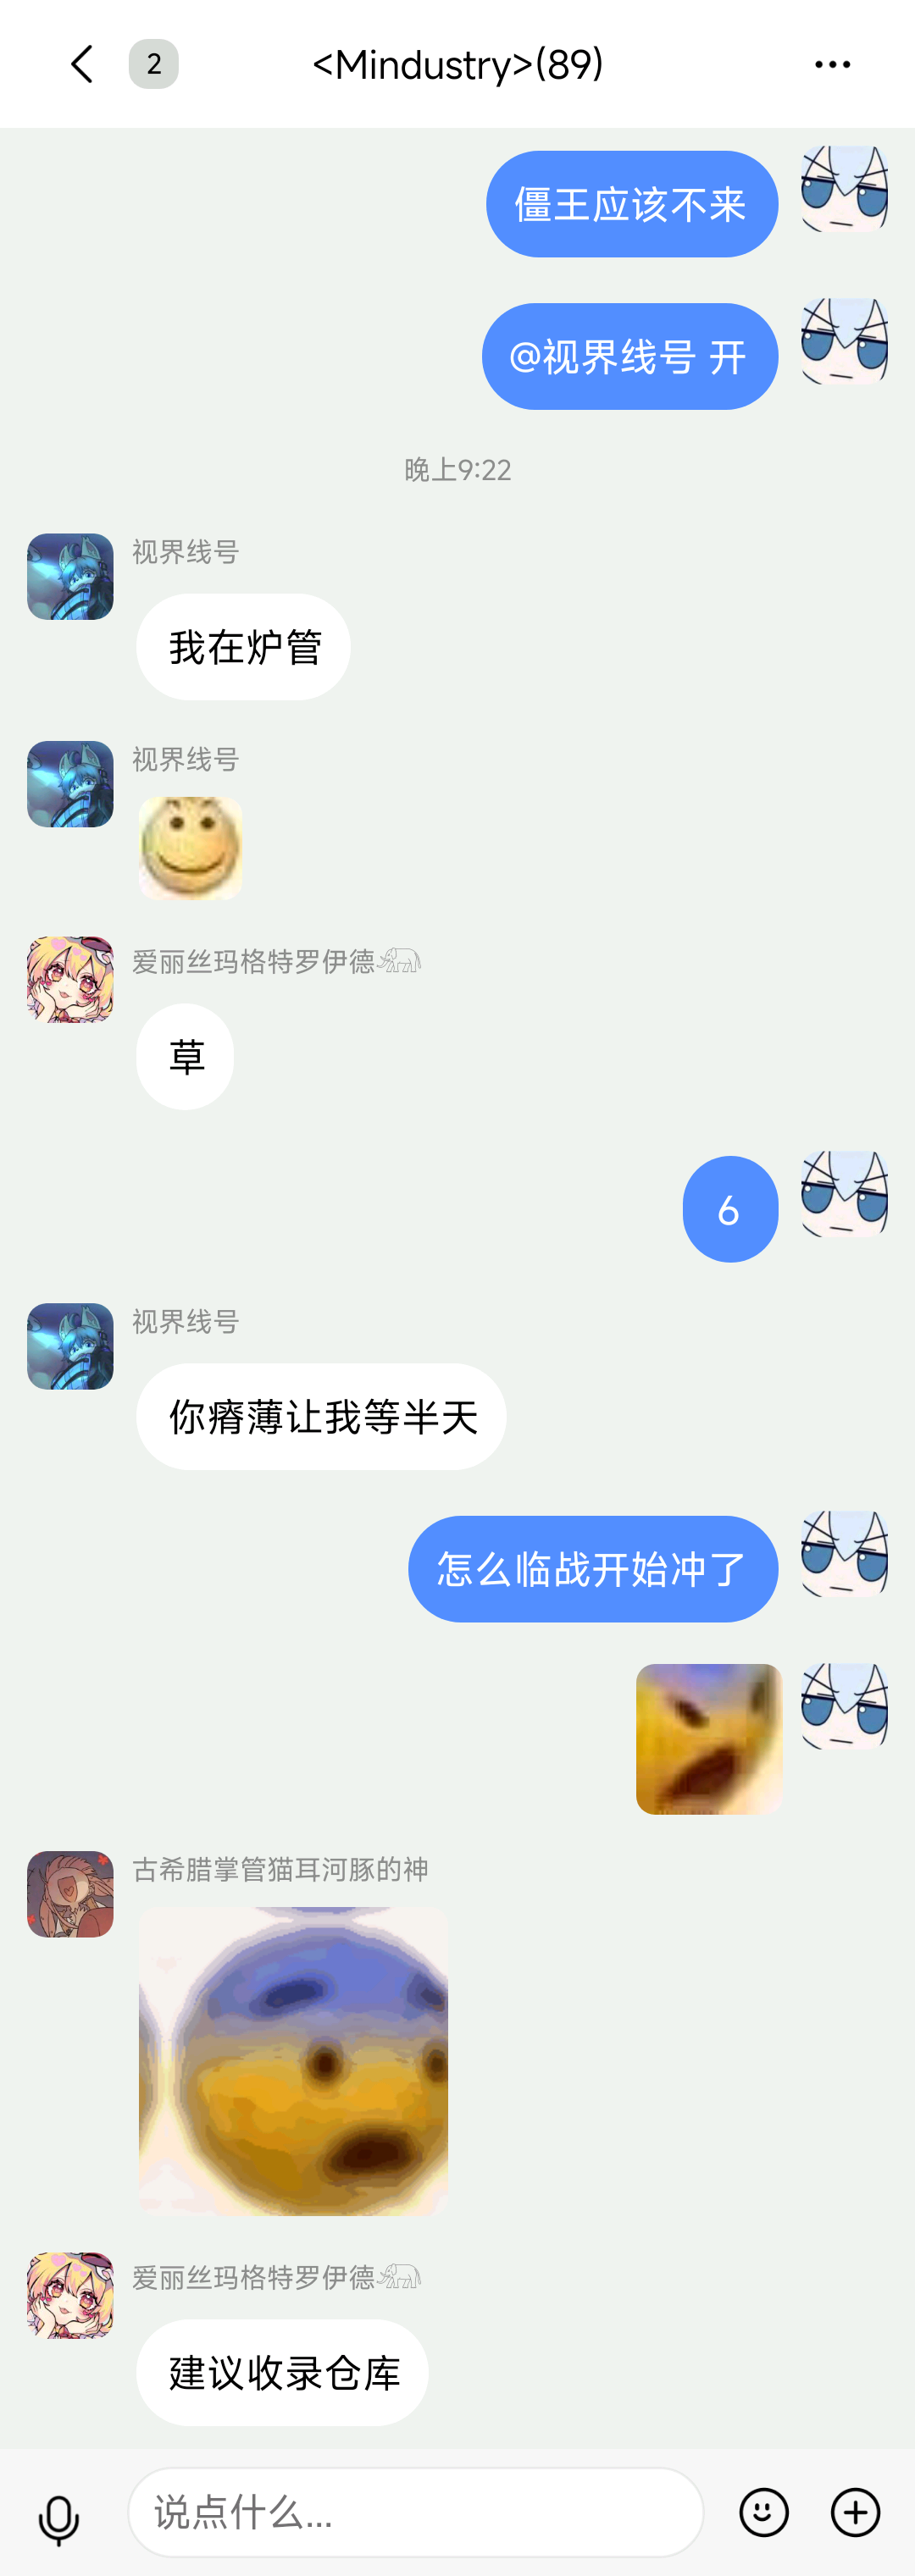 2
<Mindustry>(89)
僵王应该不来
@视界线号 开
晚上9:22
视界线号
我在炉管
视界线号
爱丽丝玛格特罗伊德
草
6
视界线号
你瘠薄让我等半天
怎么临战开始冲了
古希腊掌管猫耳河豚的神
爱丽丝玛格特罗伊德
建议收录仓库
说点什么...